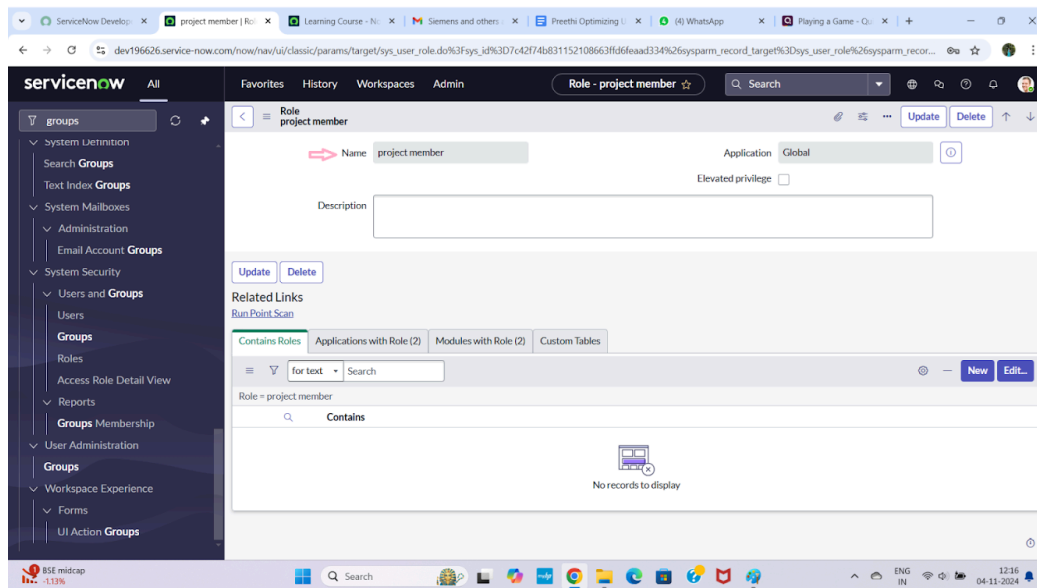 ServiceNow Develop
project member | Rol
Learning Course - N
Siemens and others
Preethi Optimizing U
(4) WhatsApp
Playing a Game - Qu
dev196626.service-now.com/now/nav/ui/classic/params/target/sys_user_role.do%3Fsys_id%3D7c42f74b831152108663ffd6feaad334%26sysparm_record_target%3Dsys_user_role%26sysparm_recor...
servicenow All Favorites History Workspaces Admin Role - project member Search
groups
System Definition
Search Groups
Text Index Groups
System Mailboxes
Administration
Email Account Groups
System Security
Users and Groups
Users
Groups
Roles
Access Role Detail View
Reports
Groups Membership
User Administration
Groups
Workspace Experience
Forms
UI Action Groups
Role
project member
Update Delete
Name project member Application Global
Elevated privilege
Description
Update Delete
Related Links
Run Point Scan
Contains Roles Applications with Role (2) Modules with Role (2) Custom Tables
for text Search New Edit...
Role = project member
Contains
No records to display
BSE midcap
-1.13%
Search
ENG
IN
12:16
04-11-2024